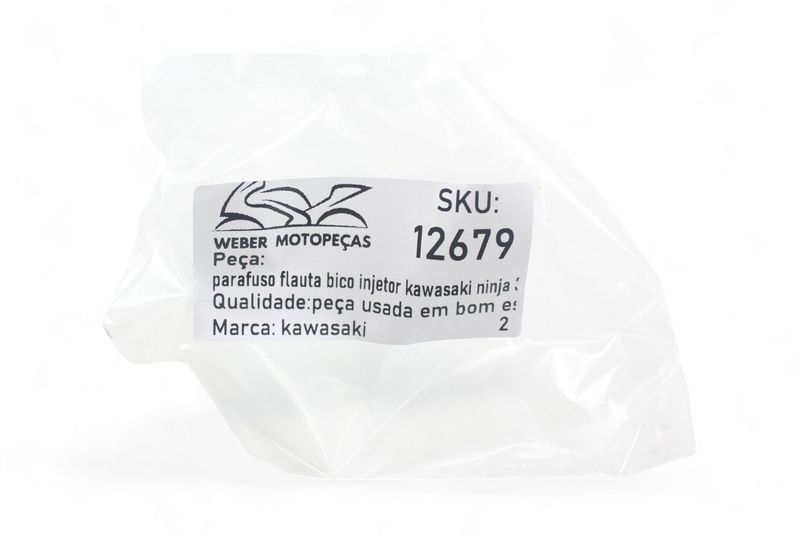 WEBER MOTOPEÇAS
SKU:
12679
Peça:
parafuso flauta bico injetor kawasaki ninja
Qualidade:peça usada em bom es
Marca: kawasaki
2